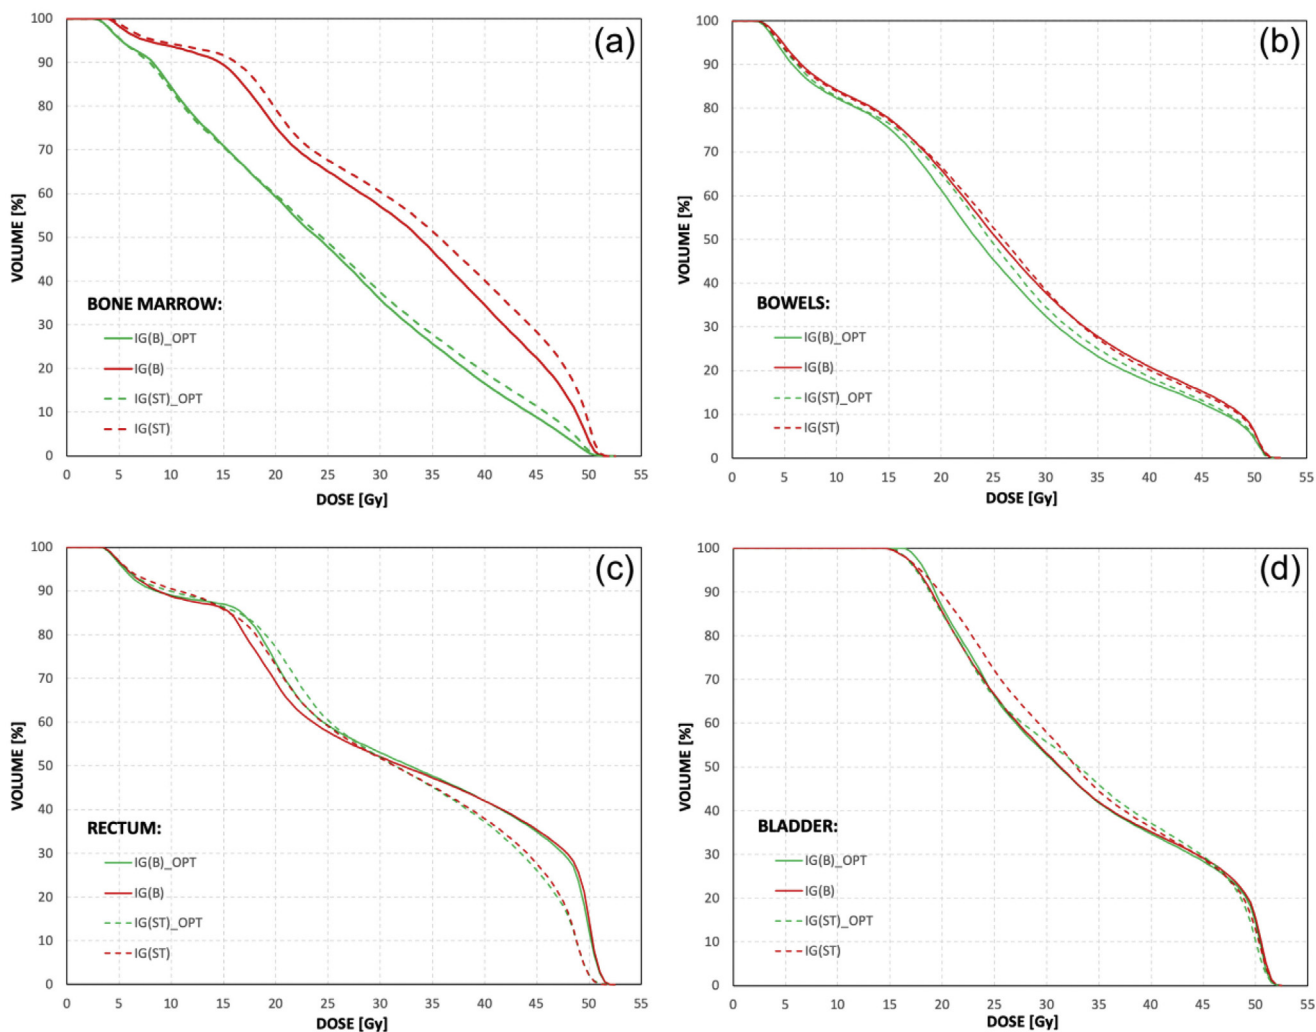 (a)
100
90
80
70
60
50
40
30
20
10
0
VOLUME [%]
BONE MARROW:
IG(B)_OPT
IG(B)
IG(ST)_OPT
IG(ST)
0 5 10 15 20 25 30 35 40 45 50 55
DOSE [Gy]
(b)
100
90
80
70
60
50
40
30
20
10
0
VOLUME [%]
BOWELS:
IG(B)_OPT
IG(B)
IG(ST)_OPT
IG(ST)
0 5 10 15 20 25 30 35 40 45 50 55
DOSE [Gy]
(c)
100
90
80
70
60
50
40
30
20
10
0
VOLUME [%]
RECTUM:
IG(B)_OPT
IG(B)
IG(ST)_OPT
IG(ST)
0 5 10 15 20 25 30 35 40 45 50 55
DOSE [Gy]
(d)
100
90
80
70
60
50
40
30
20
10
0
VOLUME [%]
BLADDER:
IG(B)_OPT
IG(B)
IG(ST)_OPT
IG(ST)
0 5 10 15 20 25 30 35 40 45 50 55
DOSE [Gy]